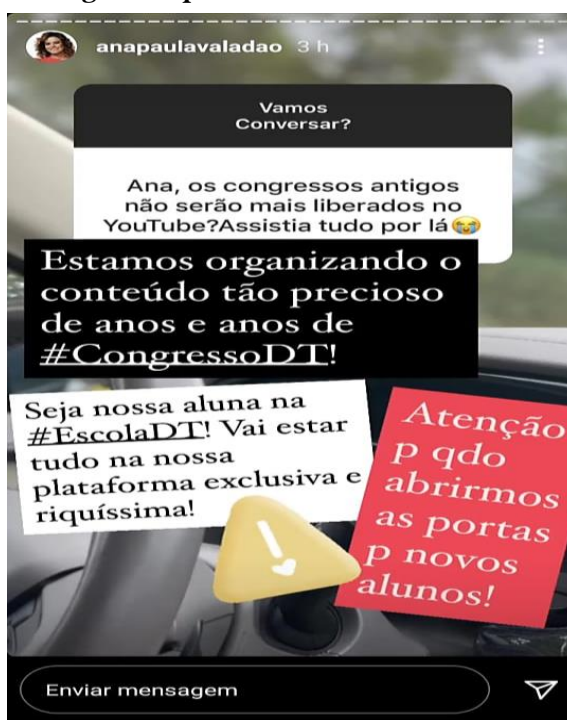 anapaulavaladao 3 h
Vamos
Conversar?
Ana, os congressos antigos
não serão mais liberados no
YouTube?Assistia tudo por lá😭
Estamos organizando o
conteúdo tão precioso
de anos e anos de
#CongressoDT!
Seja nossa aluna na
#EscolaDT! Vai estar
tudo na nossa
plataforma exclusiva e
riquíssima!
Atenção
p qdo
abrirmos
as portas
p novos
alunos!
Enviar mensagem